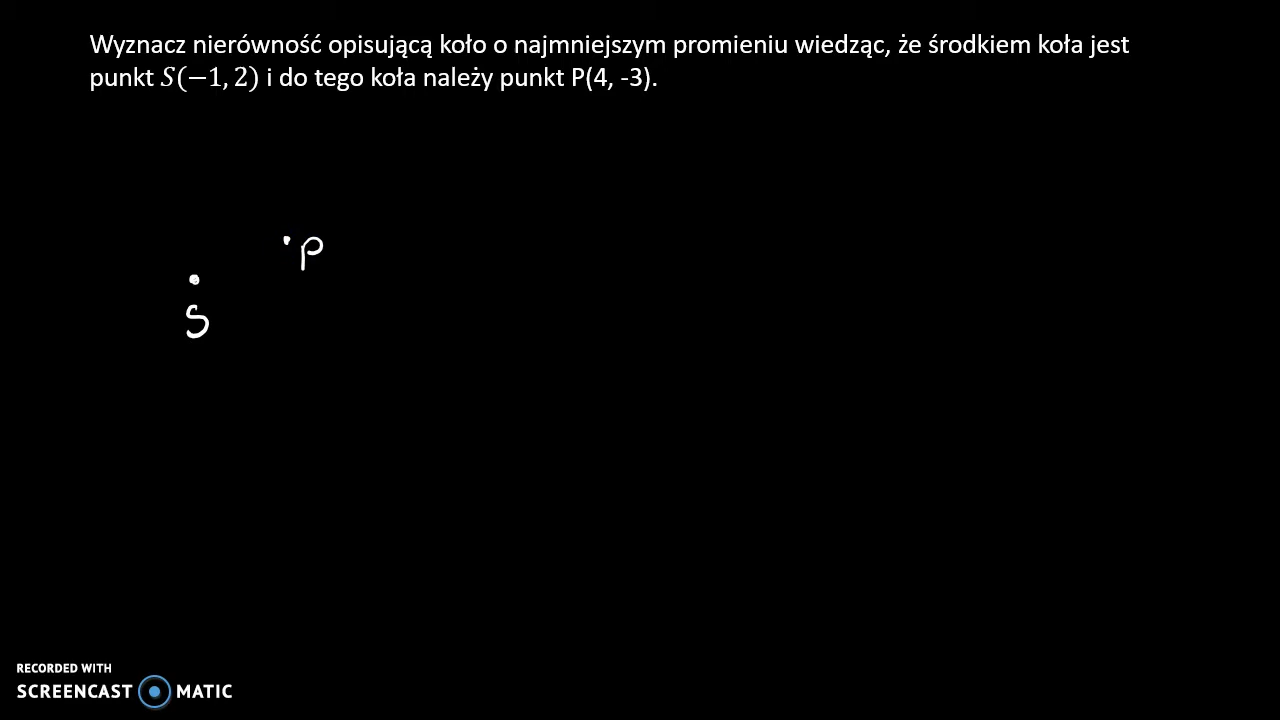 Wyznacz nierówność opisującą koło o najmniejszym promieniu wiedząc, że środkiem koła jest
punkt S(−1, 2) i do tego koła należy punkt P(4, -3).
P
S
RECORDED WITH
SCREENCAST MATIC